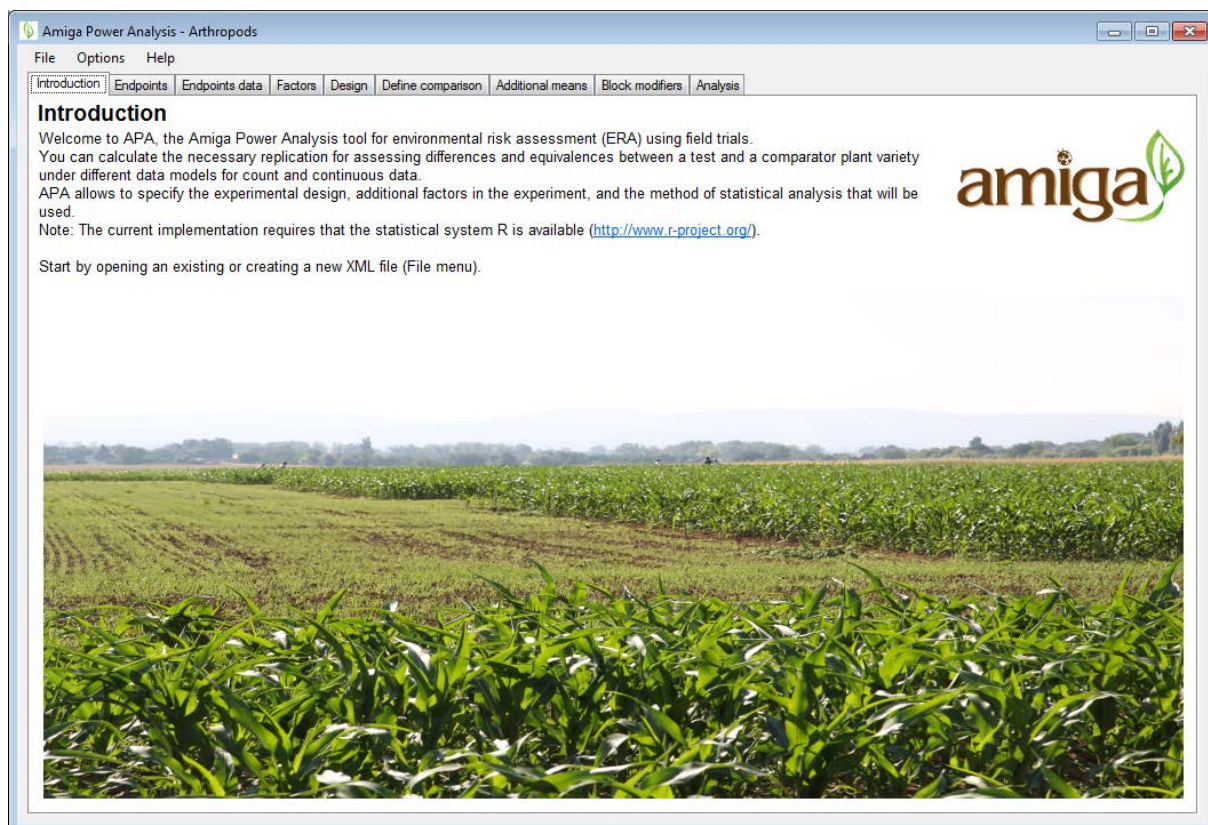 Amiga Power Analysis - Arthropods
File Options Help
Introduction Endpoints Endpoints data Factors Design Define comparison Additional means Block modifiers Analysis
Introduction
Welcome to APA, the Amiga Power Analysis tool for environmental risk assessment (ERA) using field trials.
You can calculate the necessary replication for assessing differences and equivalences between a test and a comparator plant variety
under different data models for count and continuous data.
APA allows to specify the experimental design, additional factors in the experiment, and the method of statistical analysis that will be
used.
Note: The current implementation requires that the statistical system R is available (http://www.r-project.org/).
Start by opening an existing or creating a new XML file (File menu).
amiga